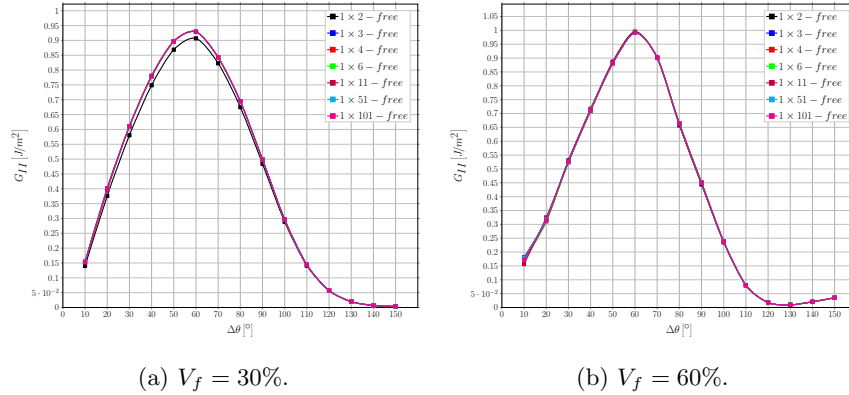 1
0.95
0.9
0.85
0.8
0.75
0.7
0.65
0.6
0.55
0.5
0.45
0.4
0.35
0.3
0.25
0.2
0.15
0.1
5 · 10⁻²
0
G_{II} [J/m²]
0 10 20 30 40 50 60 70 80 90 100 110 120 130 140 150
Δθ [°]
1 × 2 − free
1 × 3 − free
1 × 4 − free
1 × 6 − free
1 × 11 − free
1 × 51 − free
1 × 101 − free
(a) V_f = 30%.
1.05
1
0.95
0.9
0.85
0.8
0.75
0.7
0.65
0.6
0.55
0.5
0.45
0.4
0.35
0.3
0.25
0.2
0.15
0.1
5 · 10⁻²
0
G_{II} [J/m²]
0 10 20 30 40 50 60 70 80 90 100 110 120 130 140 150
Δθ [°]
1 × 2 − free
1 × 3 − free
1 × 4 − free
1 × 6 − free
1 × 11 − free
1 × 51 − free
1 × 101 − free
(b) V_f = 60%.